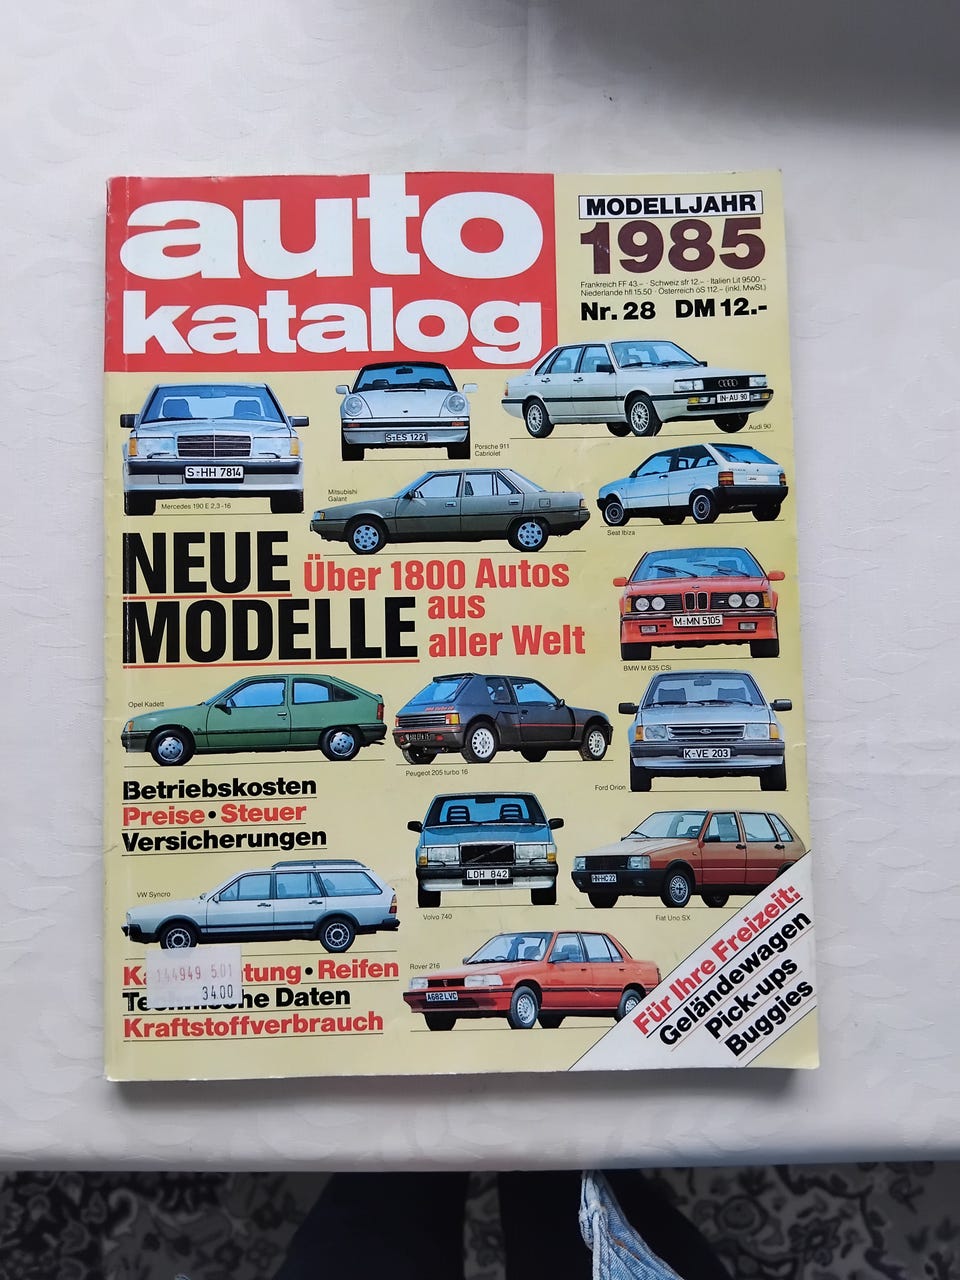 auto
katalog
MODELLJAHR
1985
Frankreich FF 43.– · Schweiz sfr 12.– · Italien Lit 9500.–
Niederlande hfl 15.50 · Österreich öS 112.– (inkl. MwSt.)
Nr. 28 DM 12.-
IN-AU 90
Audi 90
S-ES 1221
Porsche 911
Cabriolet
S-HH 7814
Mercedes 190 E 2,3-16
Mitsubishi
Galant
Seat Ibiza
NEUE
MODELLE
Über 1800 Autos
aus
aller Welt
M-MN 5105
BMW M 635 CSi
Opel Kadett
Peugeot 205 turbo 16
K-VE 203
Ford Orion
Betriebskosten
Preise • Steuer
Versicherungen
LDH 842
Volvo 740
Fiat Uno SX
VW Syncro
144949 501
34.00
Reifen
Daten
Kraftstoffverbrauch
Rover 216
A682 LVC
Für Ihre Freizeit:
Geländewagen
Pick-ups
Buggies